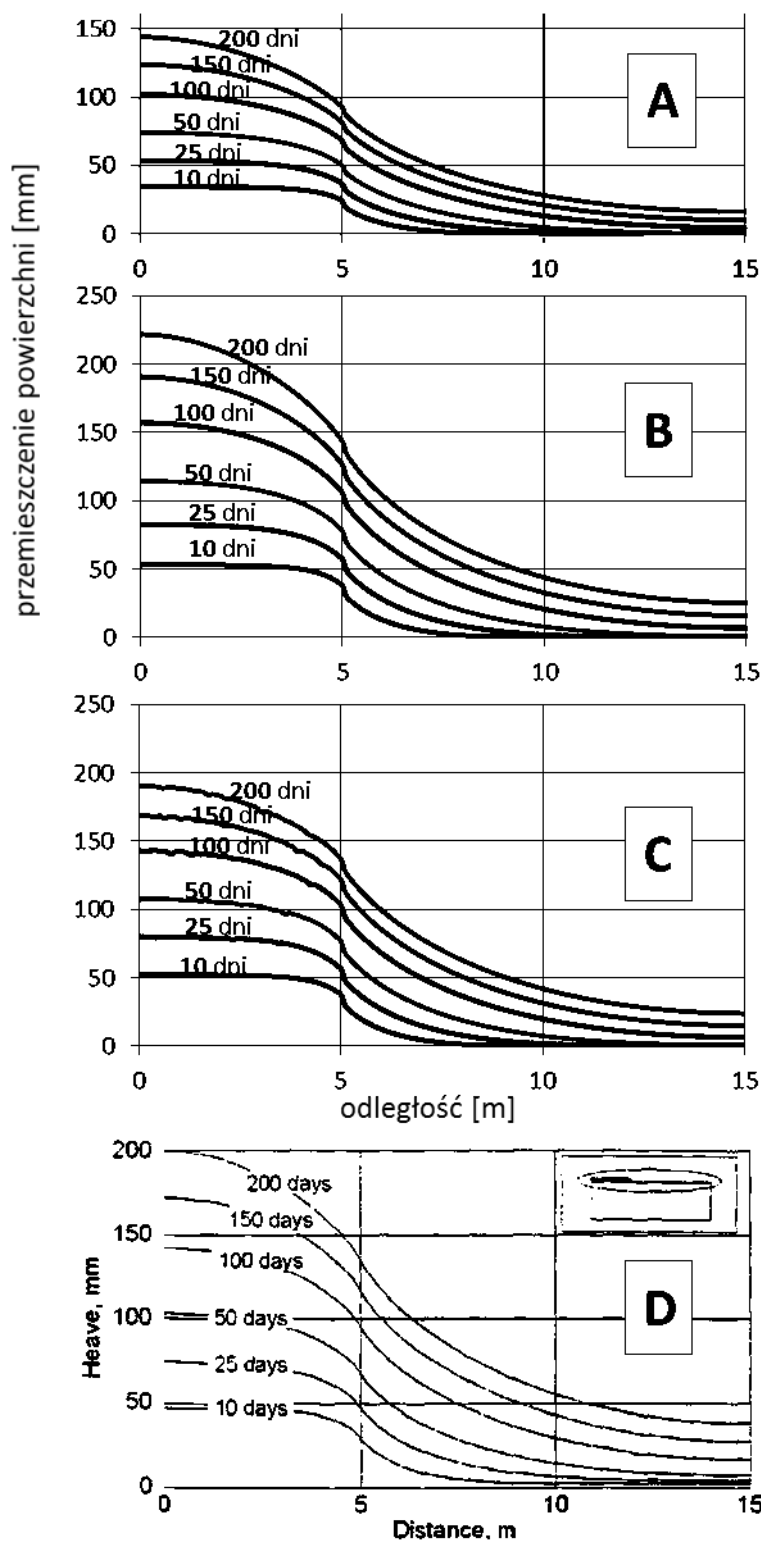 przemieszczenie powierzchni [mm]
150
100
50
0
200 dni
150 dni
100 dni
50 dni
25 dni
10 dni
A
0 5 10 15
250
200
150
100
50
0
200 dni
150 dni
100 dni
50 dni
25 dni
10 dni
B
0 5 10 15
250
200
150
100
50
0
200 dni
150 dni
100 dni
50 dni
25 dni
10 dni
C
0 5 10 15
odległość [m]
Heave, mm
200
150
100
50
0
200 days
150 days
100 days
50 days
25 days
10 days
D
0 5 10 15
Distance, m